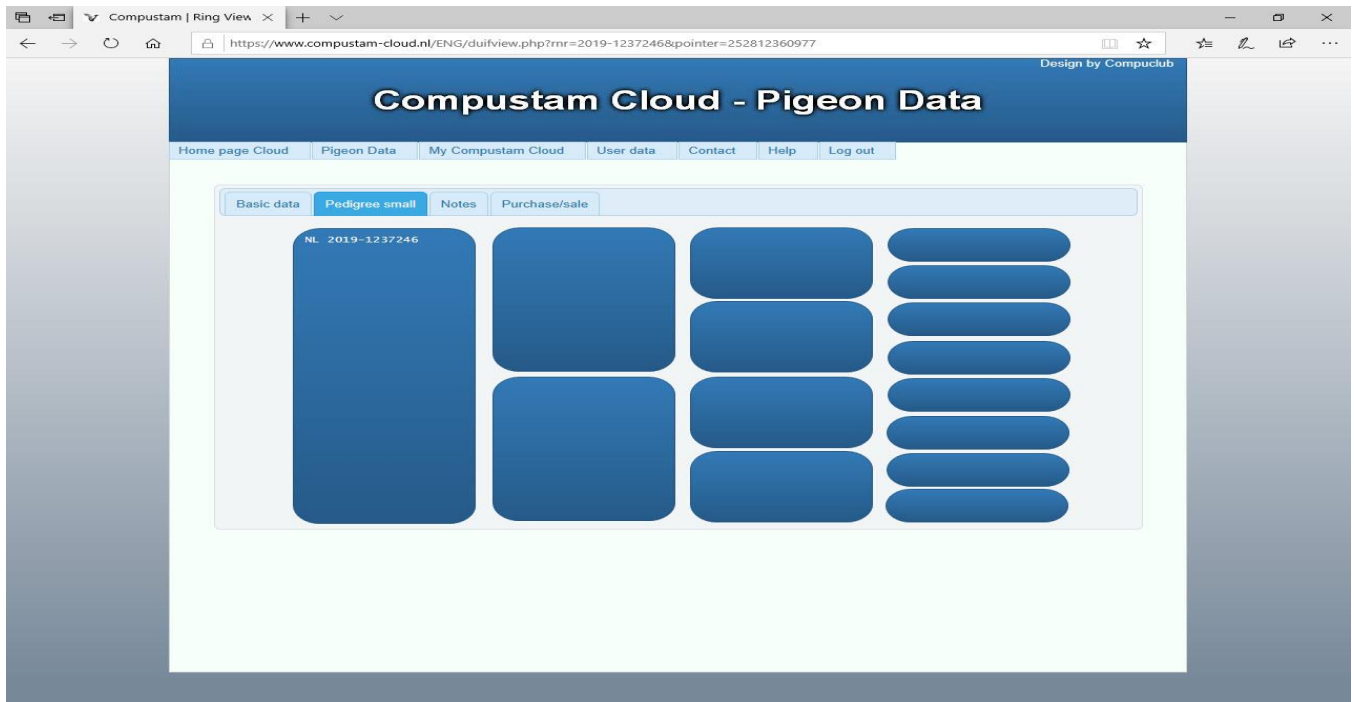 Compustam | Ring View
https://www.compustam-cloud.nl/ENG/duifview.php?rnr=2019-1237246&pointer=252812360977
Design by Compuclub
Compustam Cloud - Pigeon Data
Home page Cloud Pigeon Data My Compustam Cloud User data Contact Help Log out
Basic data Pedigree small Notes Purchase/sale
NL 2019-1237246